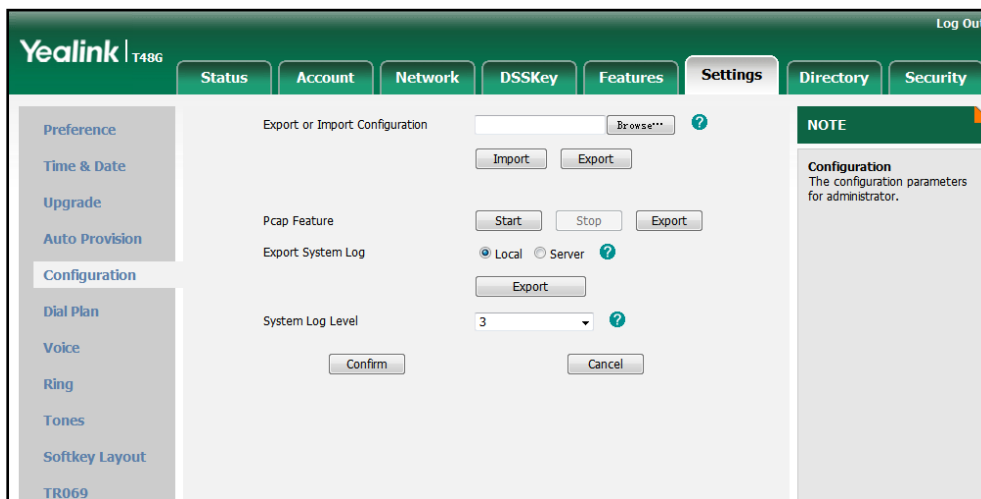 Log Out
Yealink T48G
Status Account Network DSSKey Features Settings Directory Security
Preference
Time & Date
Upgrade
Auto Provision
Configuration
Dial Plan
Voice
Ring
Tones
Softkey Layout
TR069
Export or Import Configuration Browse... ?
Import Export
Pcap Feature Start Stop Export
Export System Log Local Server ?
Export
System Log Level 3 ?
Confirm Cancel
NOTE
Configuration
The configuration parameters
for administrator.